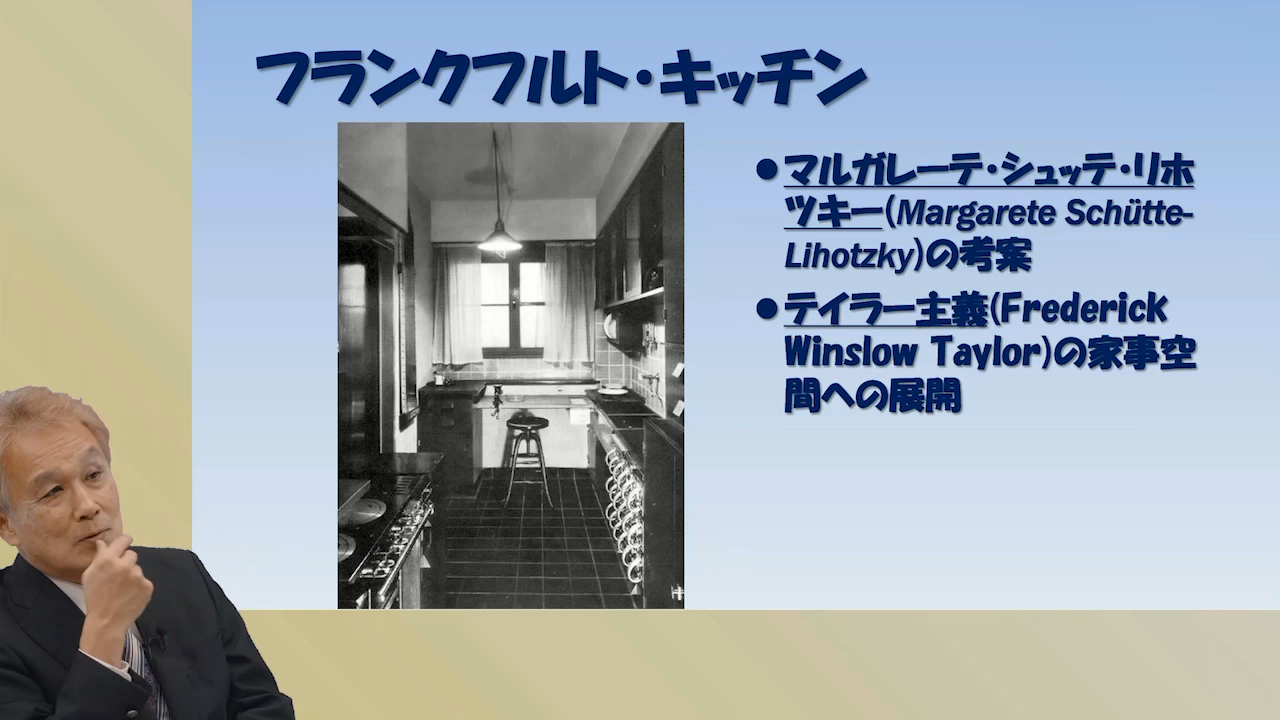 フランクフルト・キッチン
●マルガレーテ・シュッテ・リホ
ツキー(Margarete Schütte-
Lihotzky)の考案
●テイラー主義(Frederick
Winslow Taylor)の家事空
間への展開